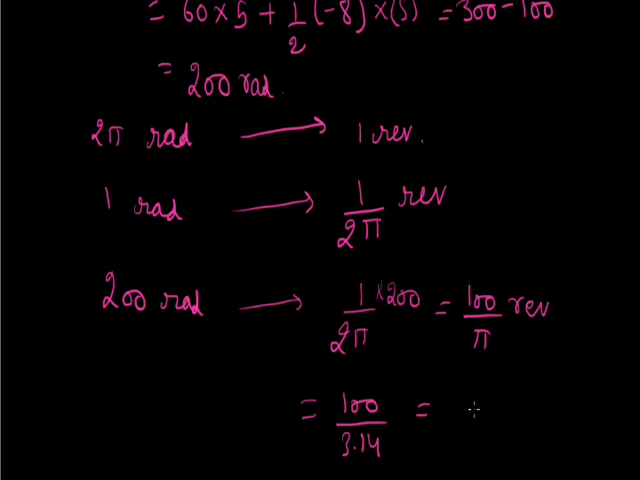 = 60 × 5 + 1/2 (-8) × (5) = 300 - 100
= 200 rad.
2π rad → 1 rev.
1 rad → 1/2π rev
200 rad → 1/2π × 200 = 100/π rev
= 100/3.14 =